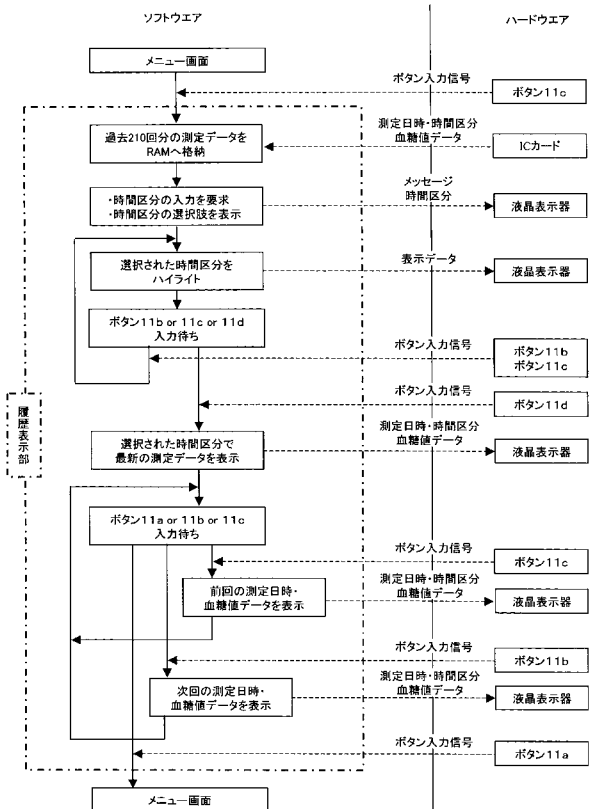 ソフトウエア
ハードウエア
メニュー画面
ボタン入力信号
ボタン11c
過去210回分の測定データを
RAMへ格納
測定日時・時間区分
血糖値データ
ICカード
・時間区分の入力を要求
・時間区分の選択肢を表示
メッセージ
時間区分
液晶表示器
選択された時間区分を
ハイライト
表示データ
液晶表示器
ボタン11b or 11c or 11d
入力待ち
ボタン入力信号
ボタン11b
ボタン11c
ボタン入力信号
ボタン11d
履歴表示部
選択された時間区分で
最新の測定データを表示
測定日時・時間区分
血糖値データ
液晶表示器
ボタン11a or 11b or 11c
入力待ち
ボタン入力信号
ボタン11c
前回の測定日時・
血糖値データを表示
測定日時・時間区分
血糖値データ
液晶表示器
ボタン入力信号
ボタン11b
次回の測定日時・
血糖値データを表示
測定日時・時間区分
血糖値データ
液晶表示器
ボタン入力信号
ボタン11a
メニュー画面